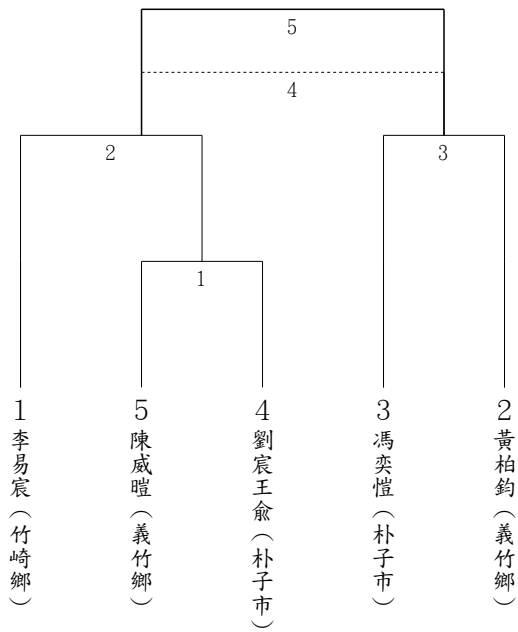 5
4
2
3
1
1 李易宸(竹崎鄉)
5 陳威暟(義竹鄉)
4 劉宸王俞(朴子市)
3 馮奕愷(朴子市)
2 黃柏鈞(義竹鄉)